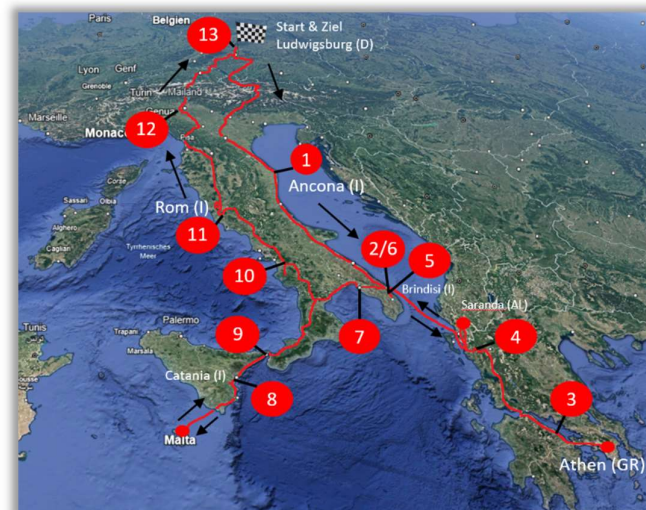 Paris
Belgien
13
Start & Ziel
Ludwigsburg (D)
Lyon
Genf
Grenoble
Turin
Mailand
Marseille
Monaco
Genua
12
Pisa
1
Ancona (I)
Corse
Rom (I)
Sassari
Olbia
Alghero
Cagliari
11
Tyrrhenisches
Meer
10
2/6
5
Brindisi (I)
Saranda (AL)
7
4
Tunis
Trapani
Palermo
Marsala
9
Catania (I)
8
3
Malta
Athen (GR)